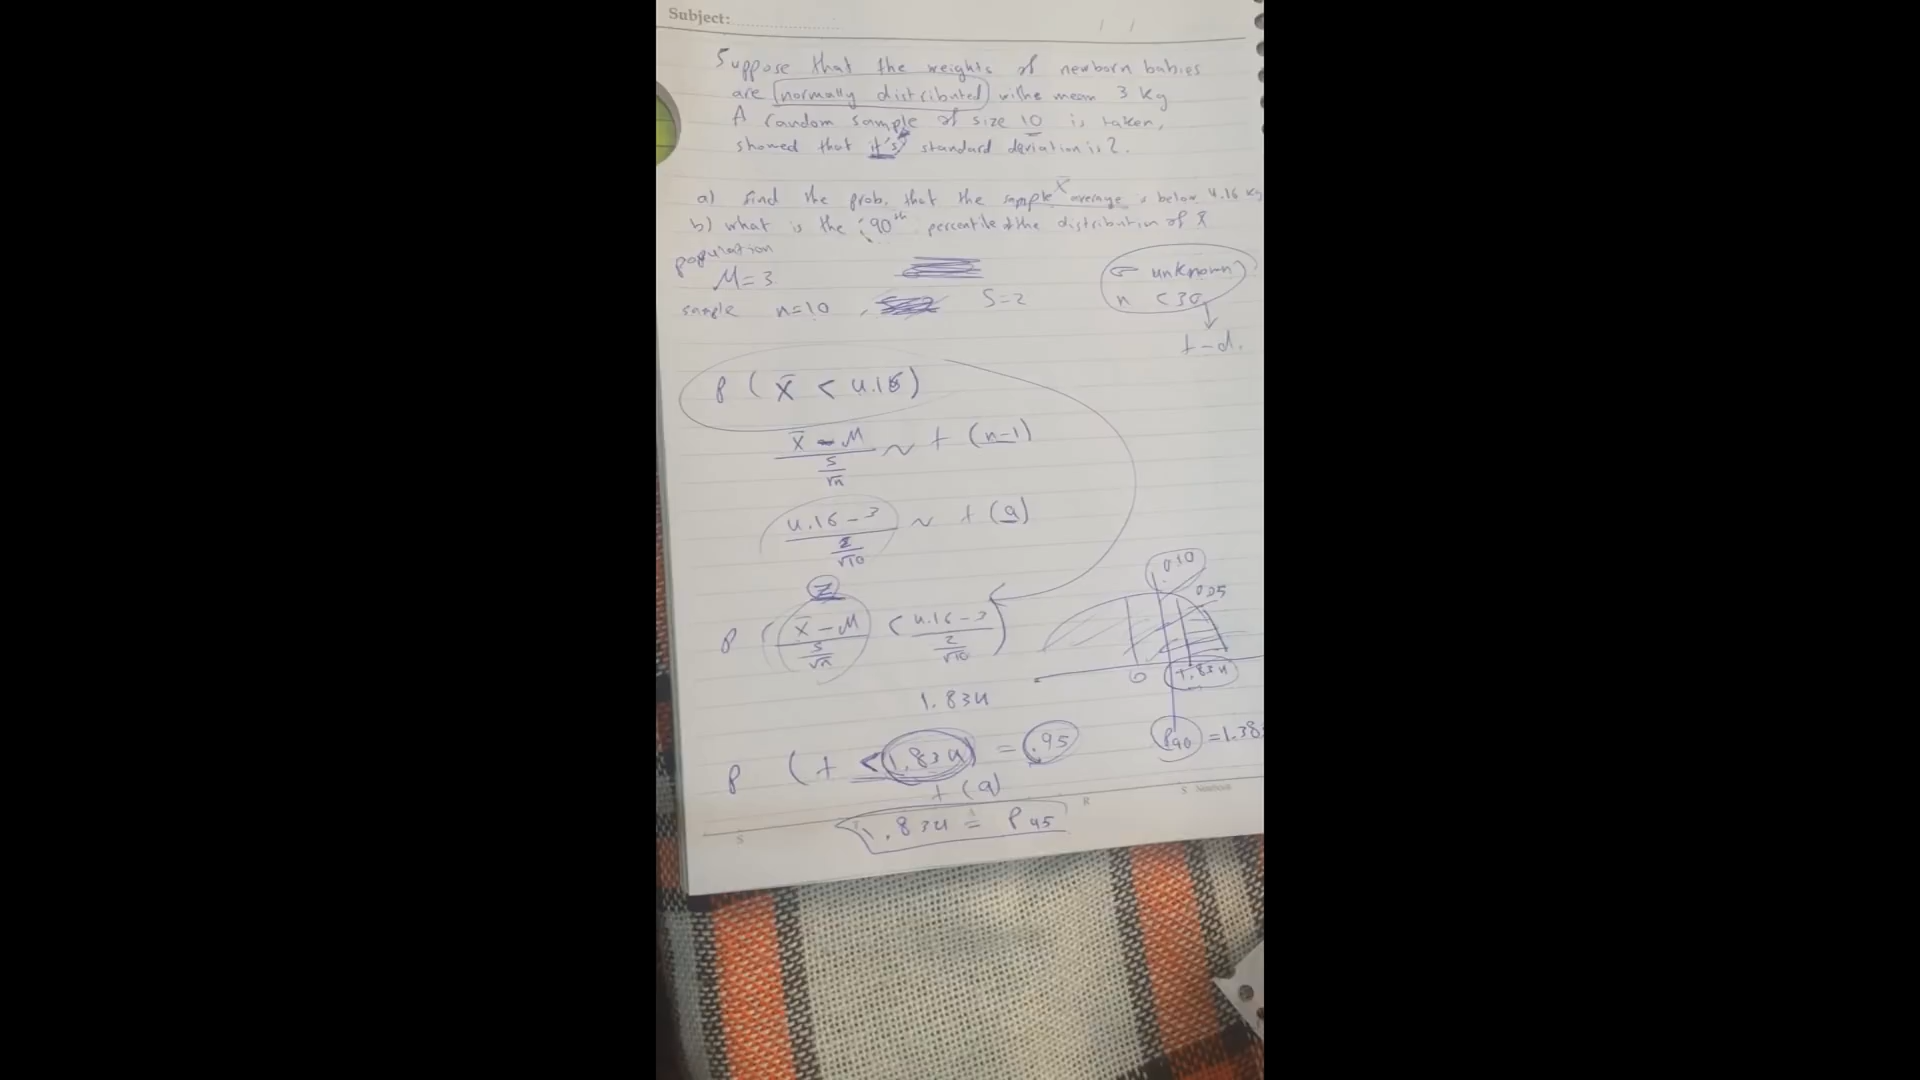 Subject:
Suppose that the weights of newborn babies
are normally distributed withe mean 3 Kg
A random sample of size 10 is taken,
showed that it's standard deviation is 2.
a) find the prob. that the sample x̄ average is below 4.16 kg
b) what is the 90th percentile of the distribution of x̄
population
M = 3
sample n=10 , S=2
σ unknown
n < 30
t-d.
P ( x̄ < 4.16 )
x̄ - M / s/√n ~ t (n-1)
4.16 - 3 / 2/√10 ~ t (9)
Z
P ( x̄ - M / s/√n < 4.16 - 3 / 2/√10 )
0.10
0.05
0
1.834
1.834
P ( t < 1.834 ) = .95
t (9)
P90 = 1.383
1.834 = P95
S
R
S Notebook